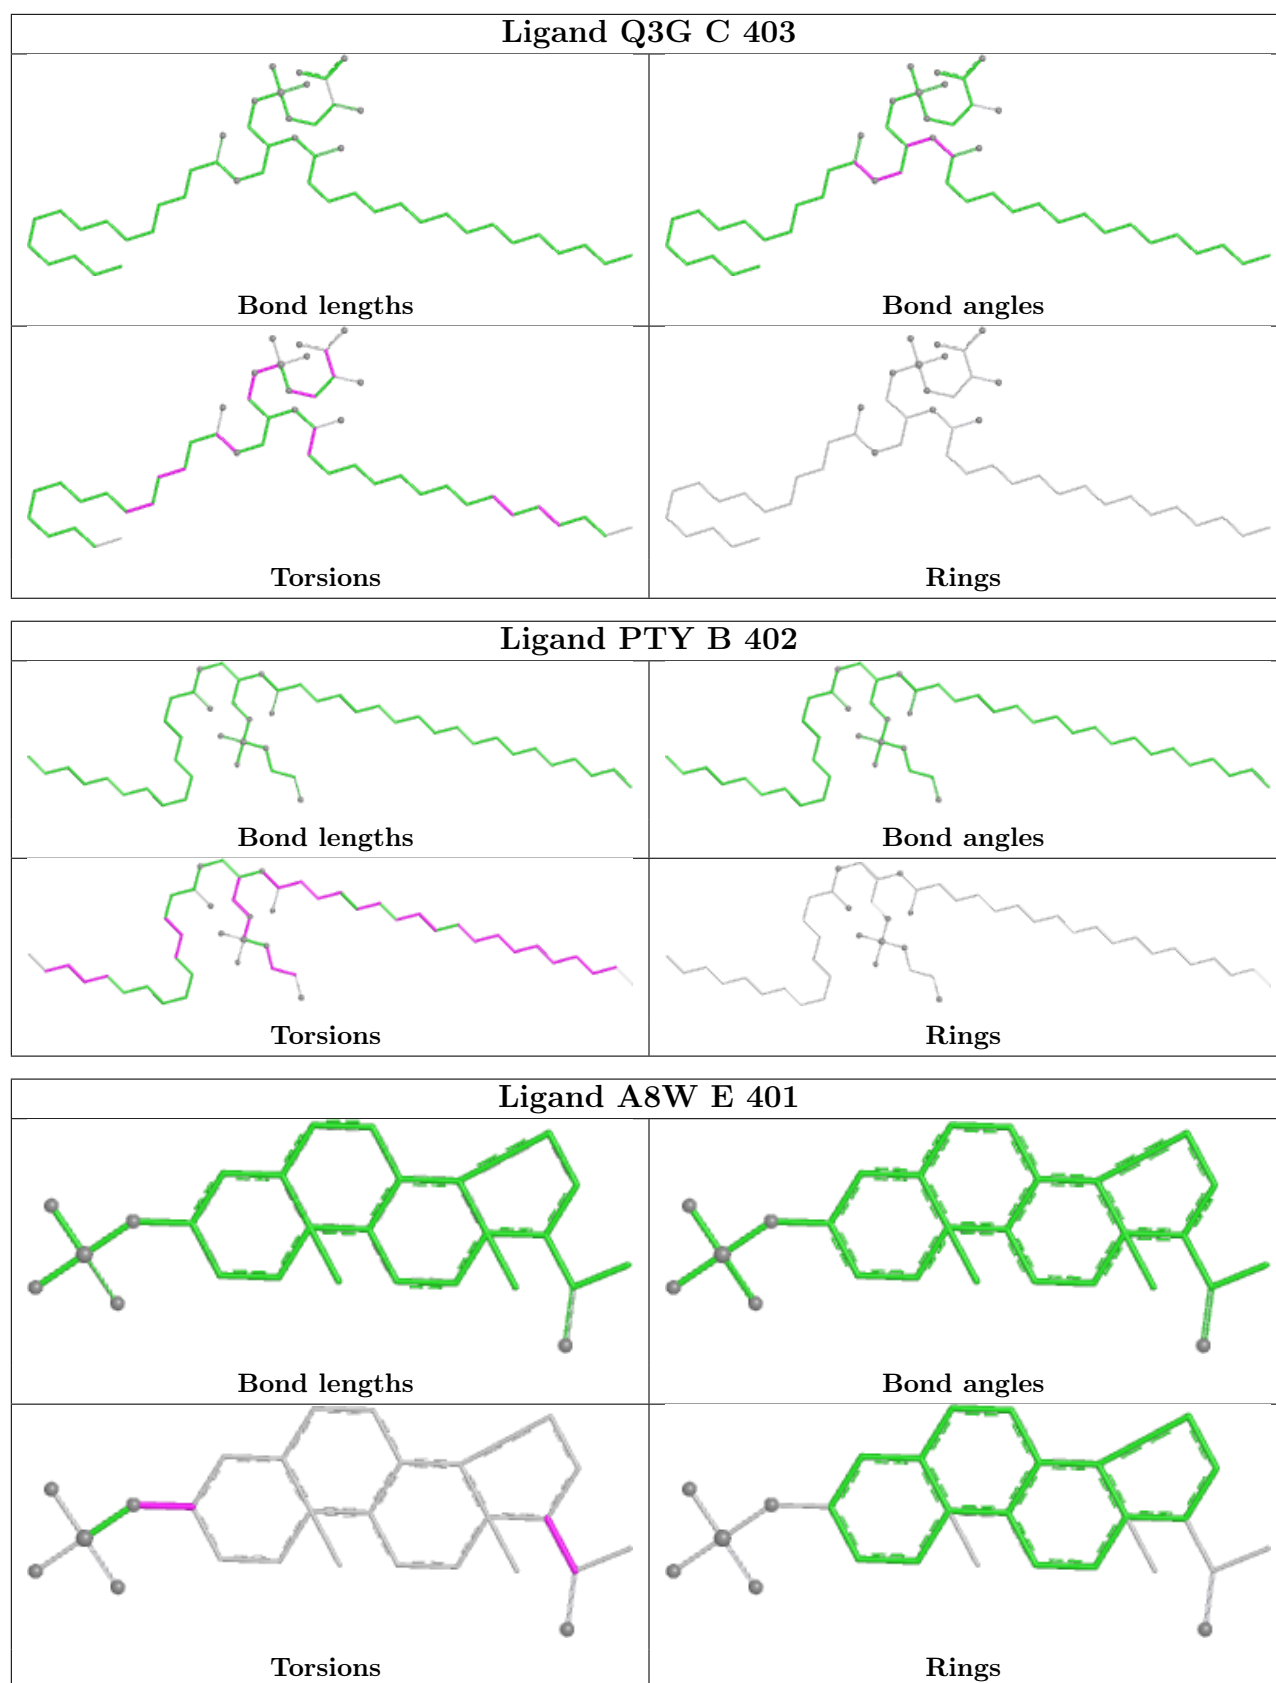 Ligand Q3G C 403
Bond lengths
Bond angles
Torsions
Rings
Ligand PTY B 402
Bond lengths
Bond angles
Torsions
Rings
Ligand A8W E 401
Bond lengths
Bond angles
Torsions
Rings